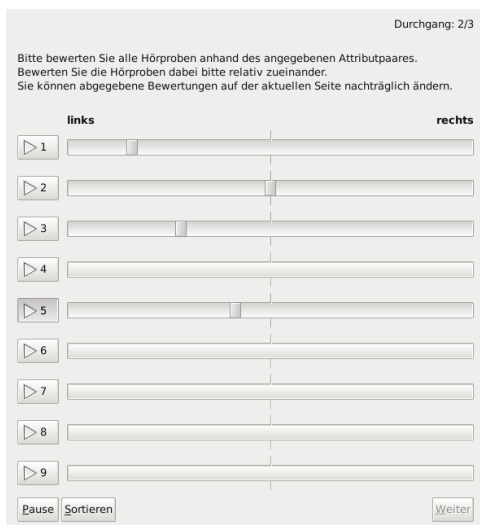 Durchgang: 2/3
Bitte bewerten Sie alle Hörproben anhand des angegebenen Attributpaares.
Bewerten Sie die Hörproben dabei bitte relativ zueinander.
Sie können abgegebene Bewertungen auf der aktuellen Seite nachträglich ändern.
links rechts
1
2
3
4
5
6
7
8
9
Pause Sortieren Weiter